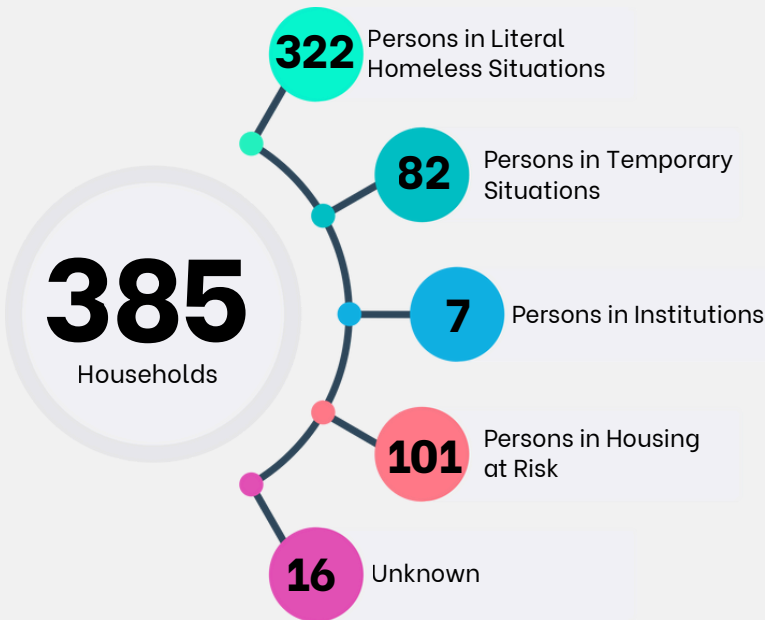 322
Persons in Literal
Homeless Situations
82
Persons in Temporary
Situations
385
Households
7
Persons in Institutions
101
Persons in Housing
at Risk
16
Unknown